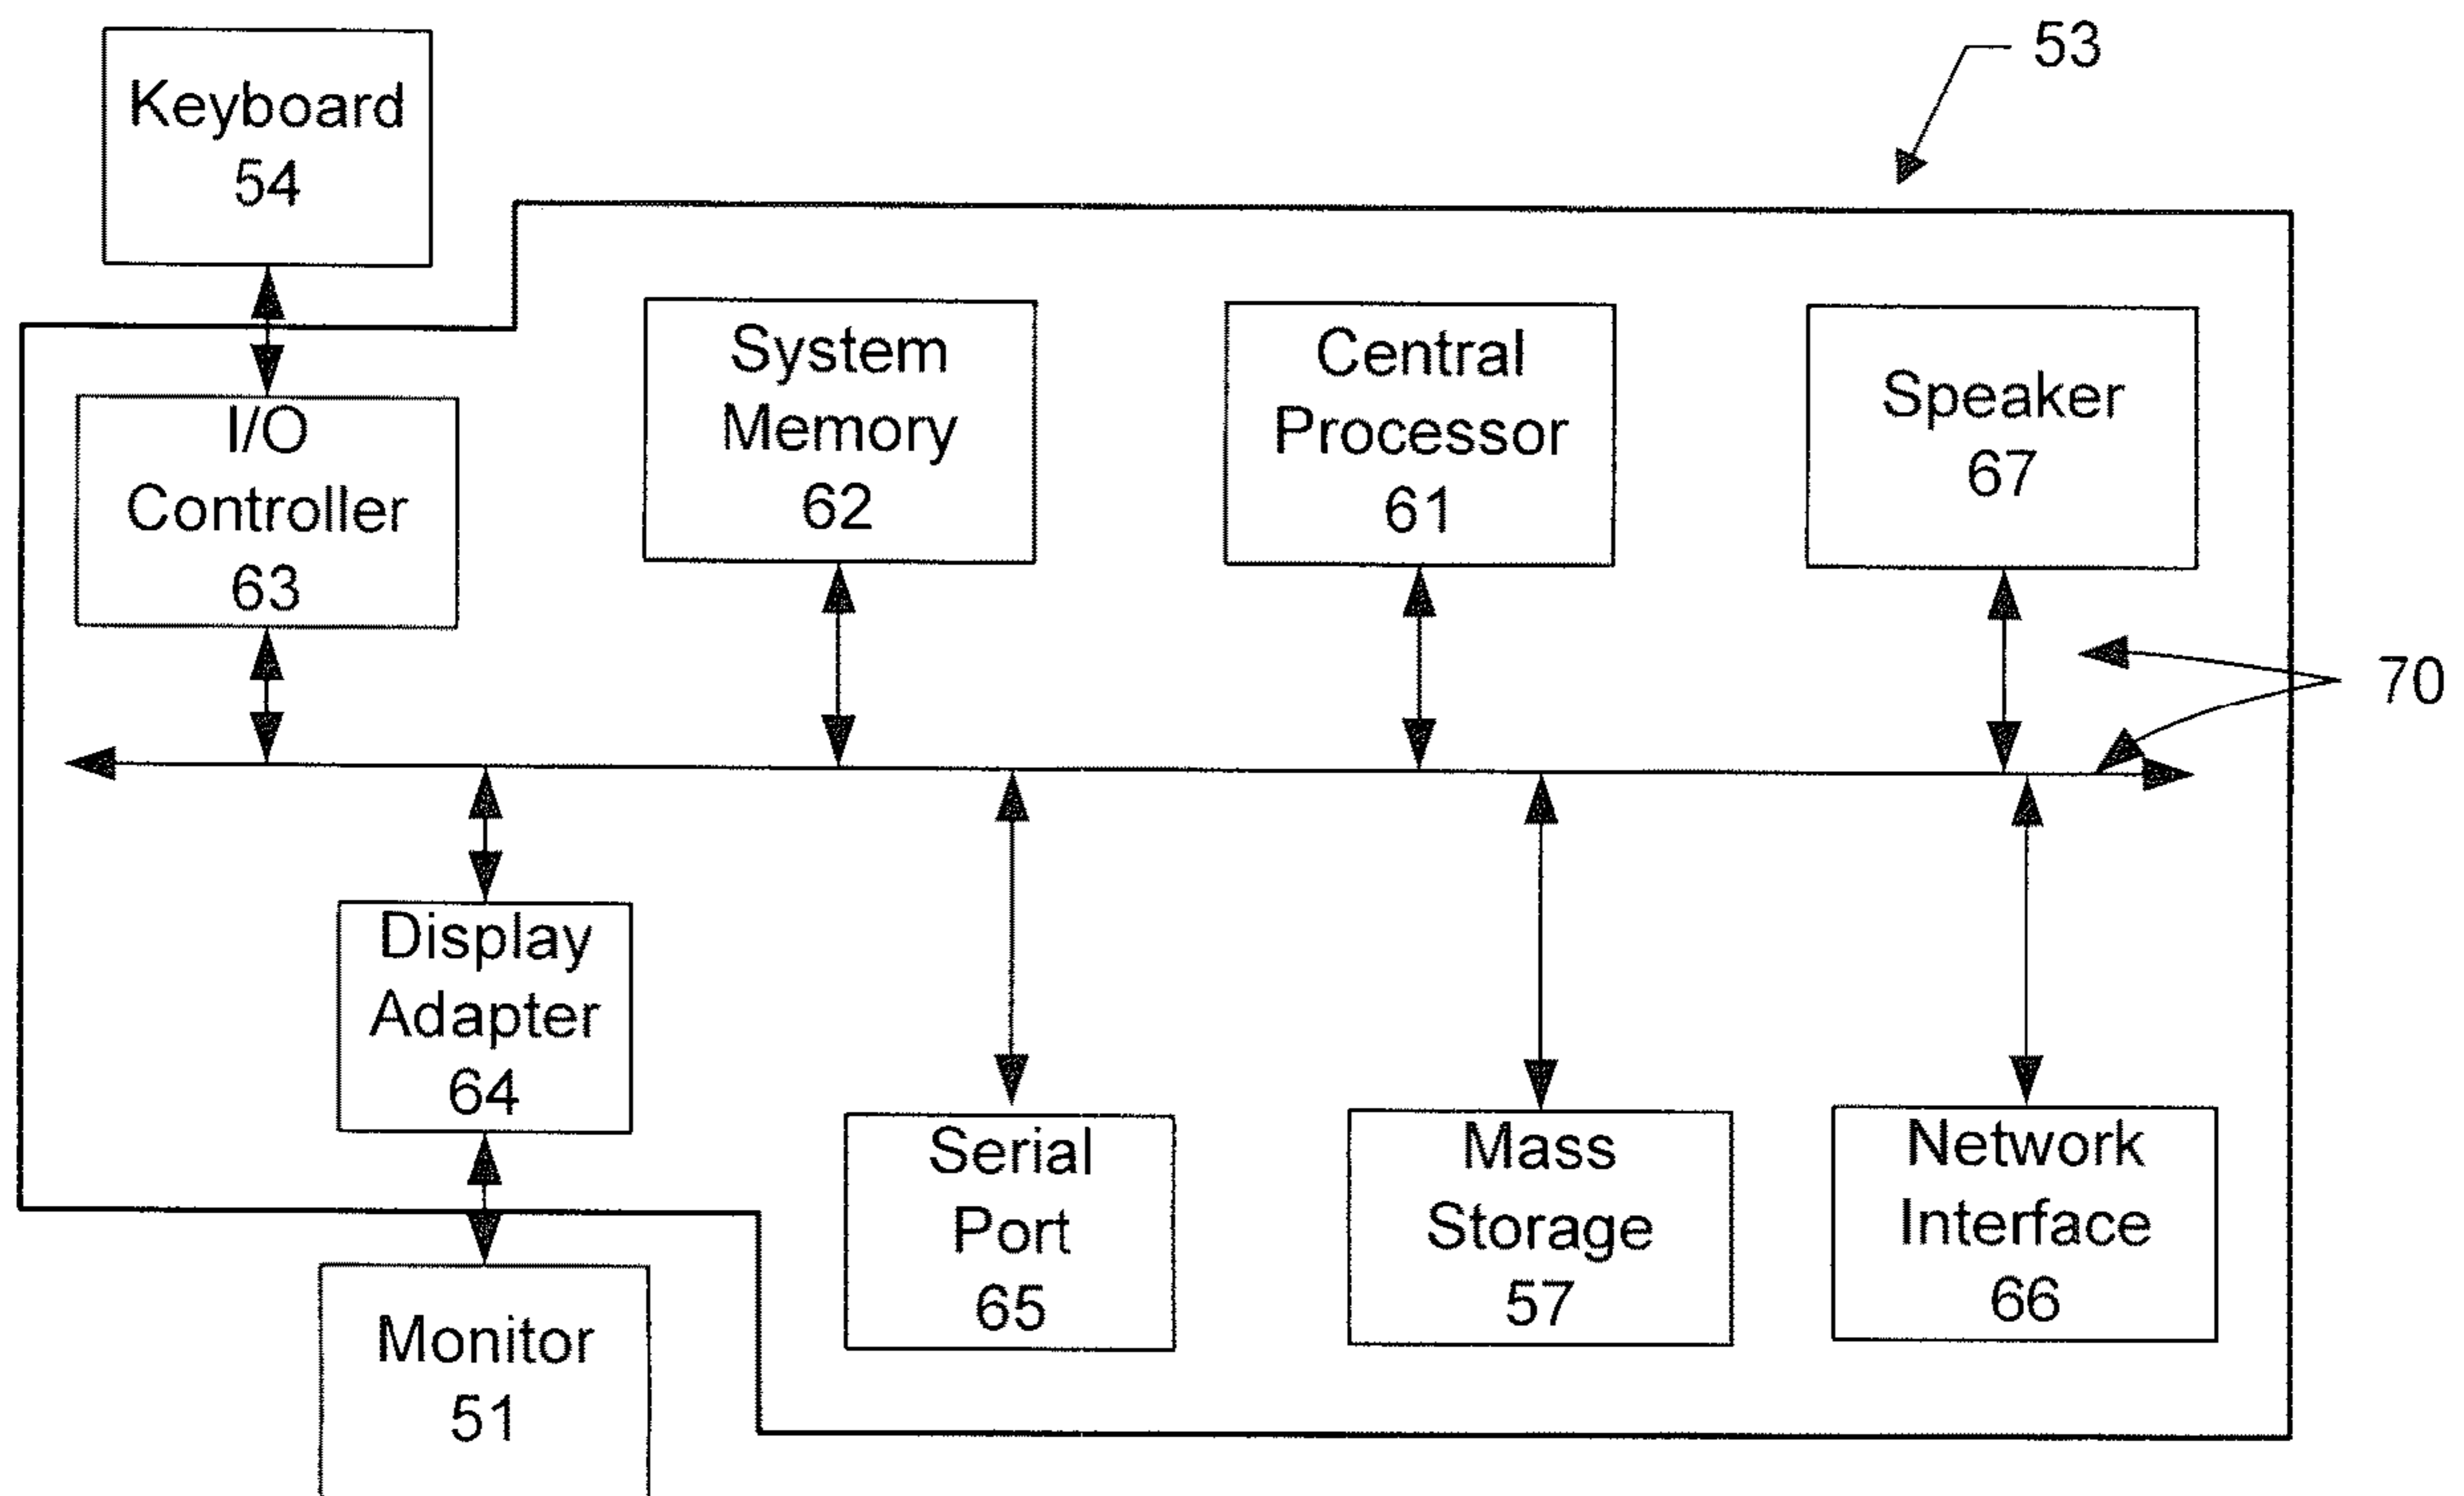 Keyboard
54
53
I/O
Controller
63
System
Memory
62
Central
Processor
61
Speaker
67
70
Display
Adapter
64
Serial
Port
65
Mass
Storage
57
Network
Interface
66
Monitor
51